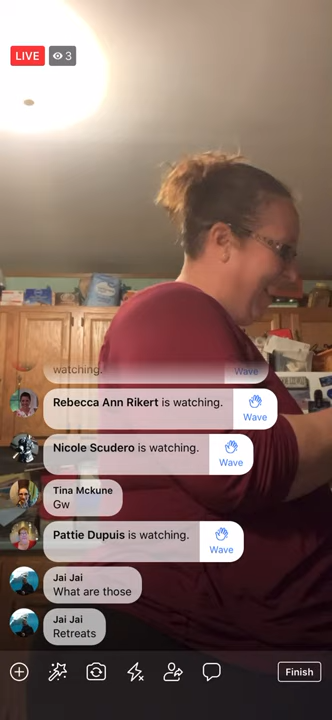 LIVE 3
watching.
Wave
Rebecca Ann Rikert is watching.
Wave
Nicole Scudero is watching.
Wave
Tina Mckune
Gw
Pattie Dupuis is watching.
Wave
Jai Jai
What are those
Jai Jai
Retreats
Finish